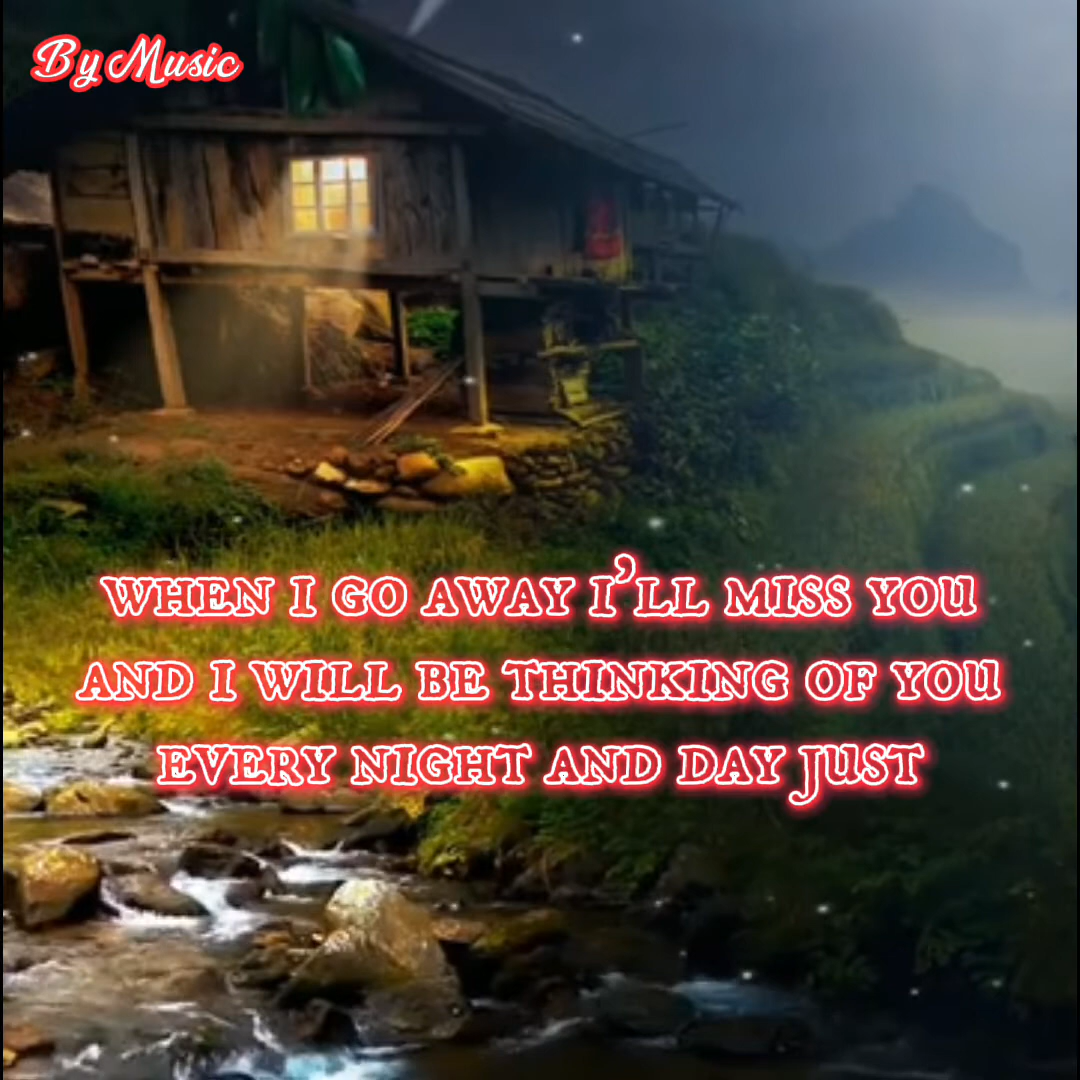 By Music
WHEN I GO AWAY I'LL MISS YOU
AND I WILL BE THINKING OF YOU
EVERY NIGHT AND DAY JUST